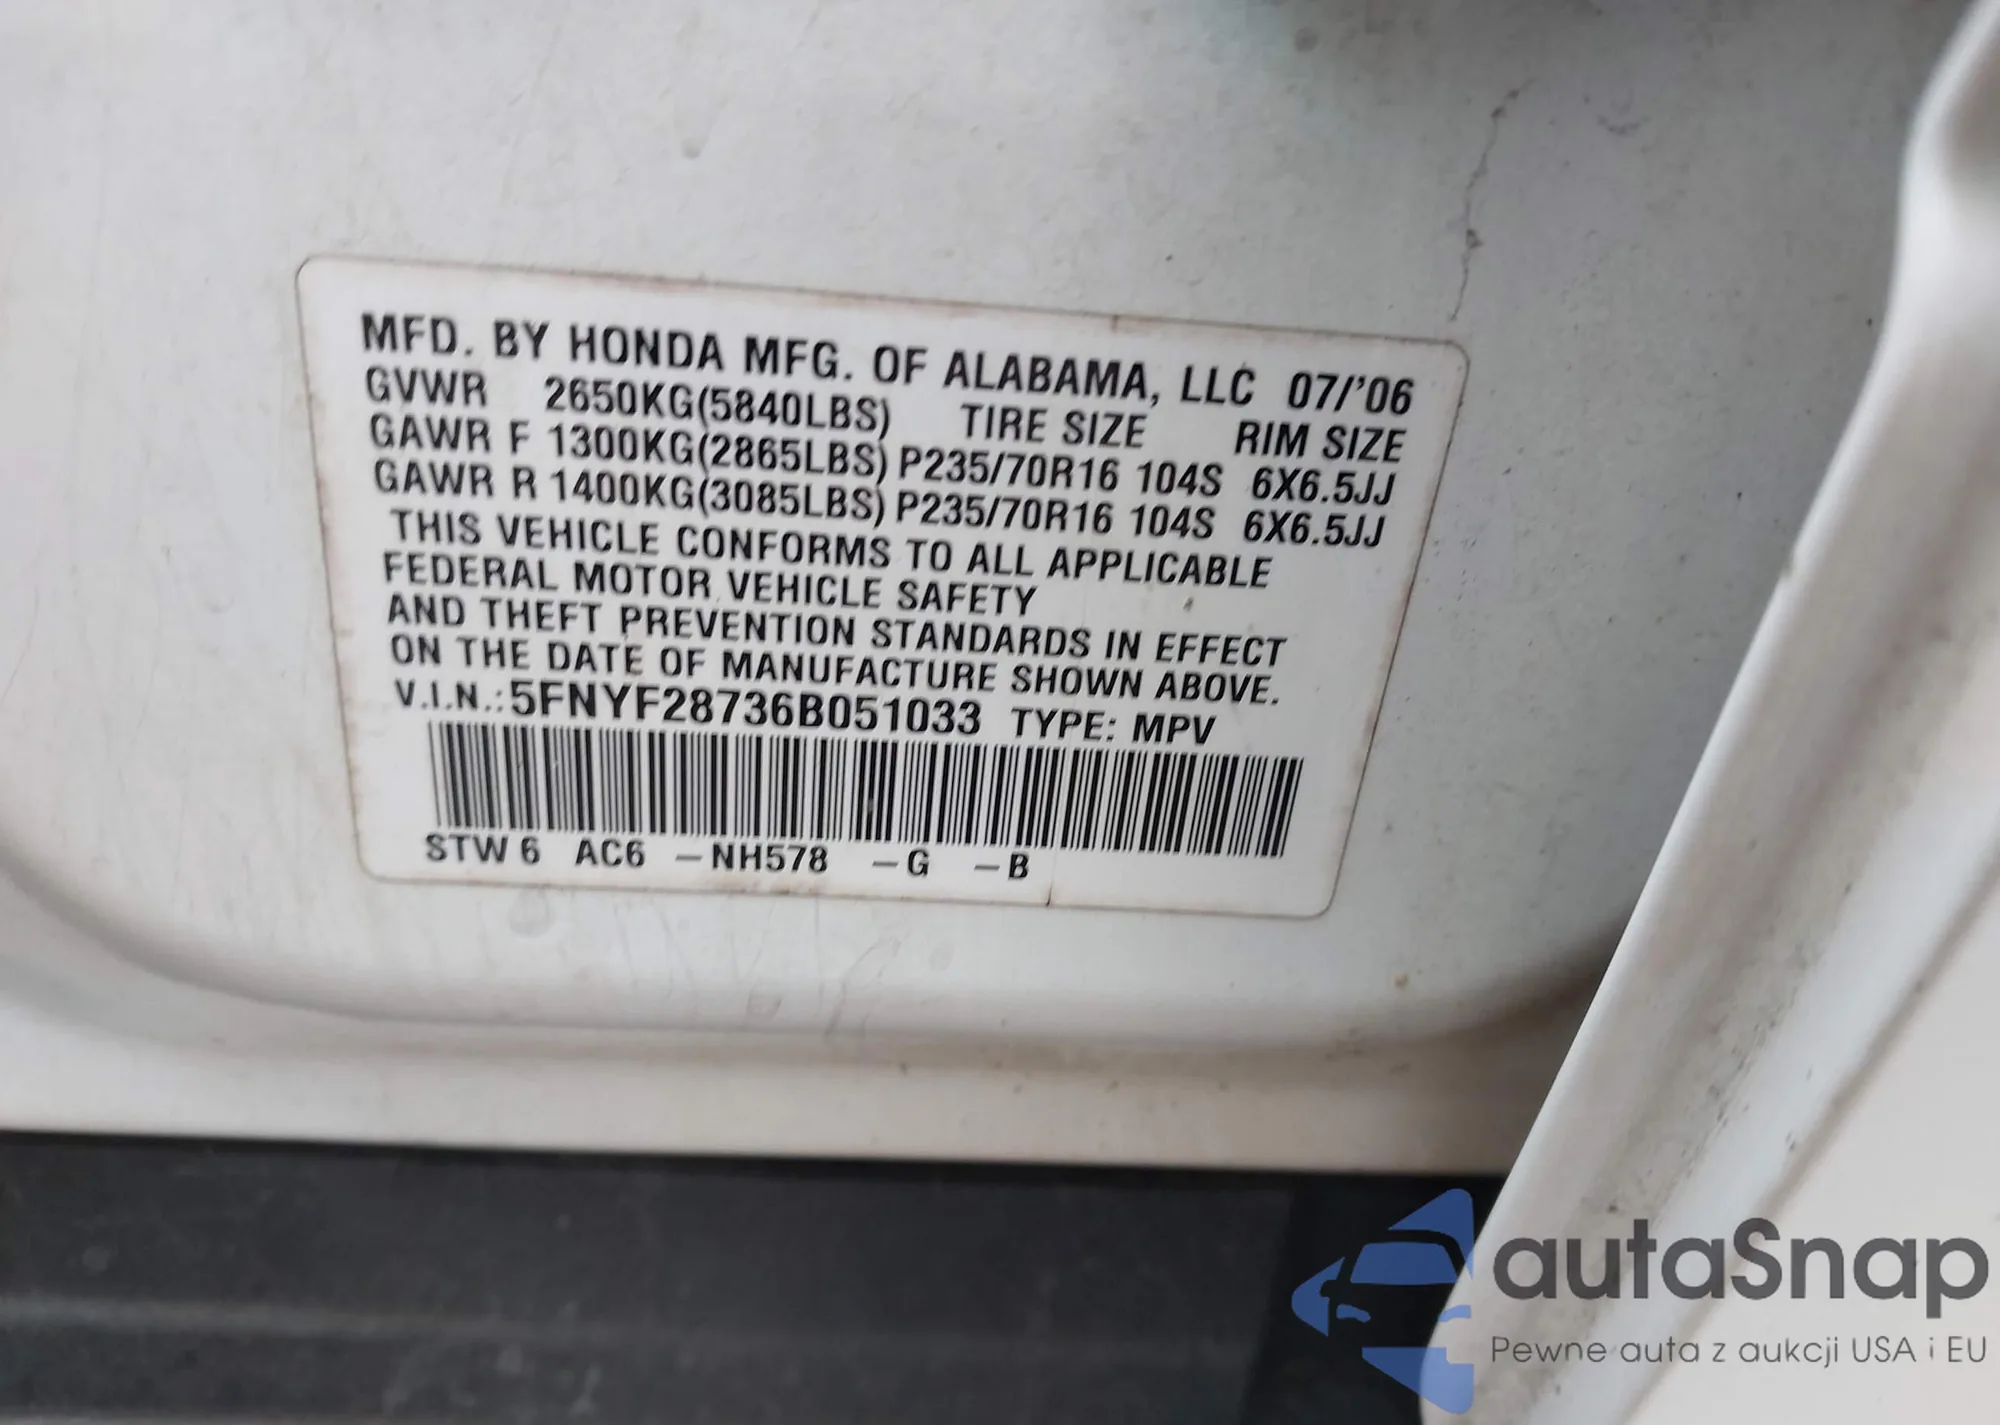 MFD. BY HONDA MFG. OF ALABAMA, LLC 07/'06
GVWR 2650KG(5840LBS) TIRE SIZE RIM SIZE
GAWR F 1300KG(2865LBS) P235/70R16 104S 6X6.5JJ
GAWR R 1400KG(3085LBS) P235/70R16 104S 6X6.5JJ
THIS VEHICLE CONFORMS TO ALL APPLICABLE
FEDERAL MOTOR VEHICLE SAFETY
AND THEFT PREVENTION STANDARDS IN EFFECT
ON THE DATE OF MANUFACTURE SHOWN ABOVE.
V.I.N.: 5FNYF28736B051033 TYPE: MPV
STW 6 AC6 -NH578 -G -B
autaSnap
Pewne auta z aukcji USA i EU